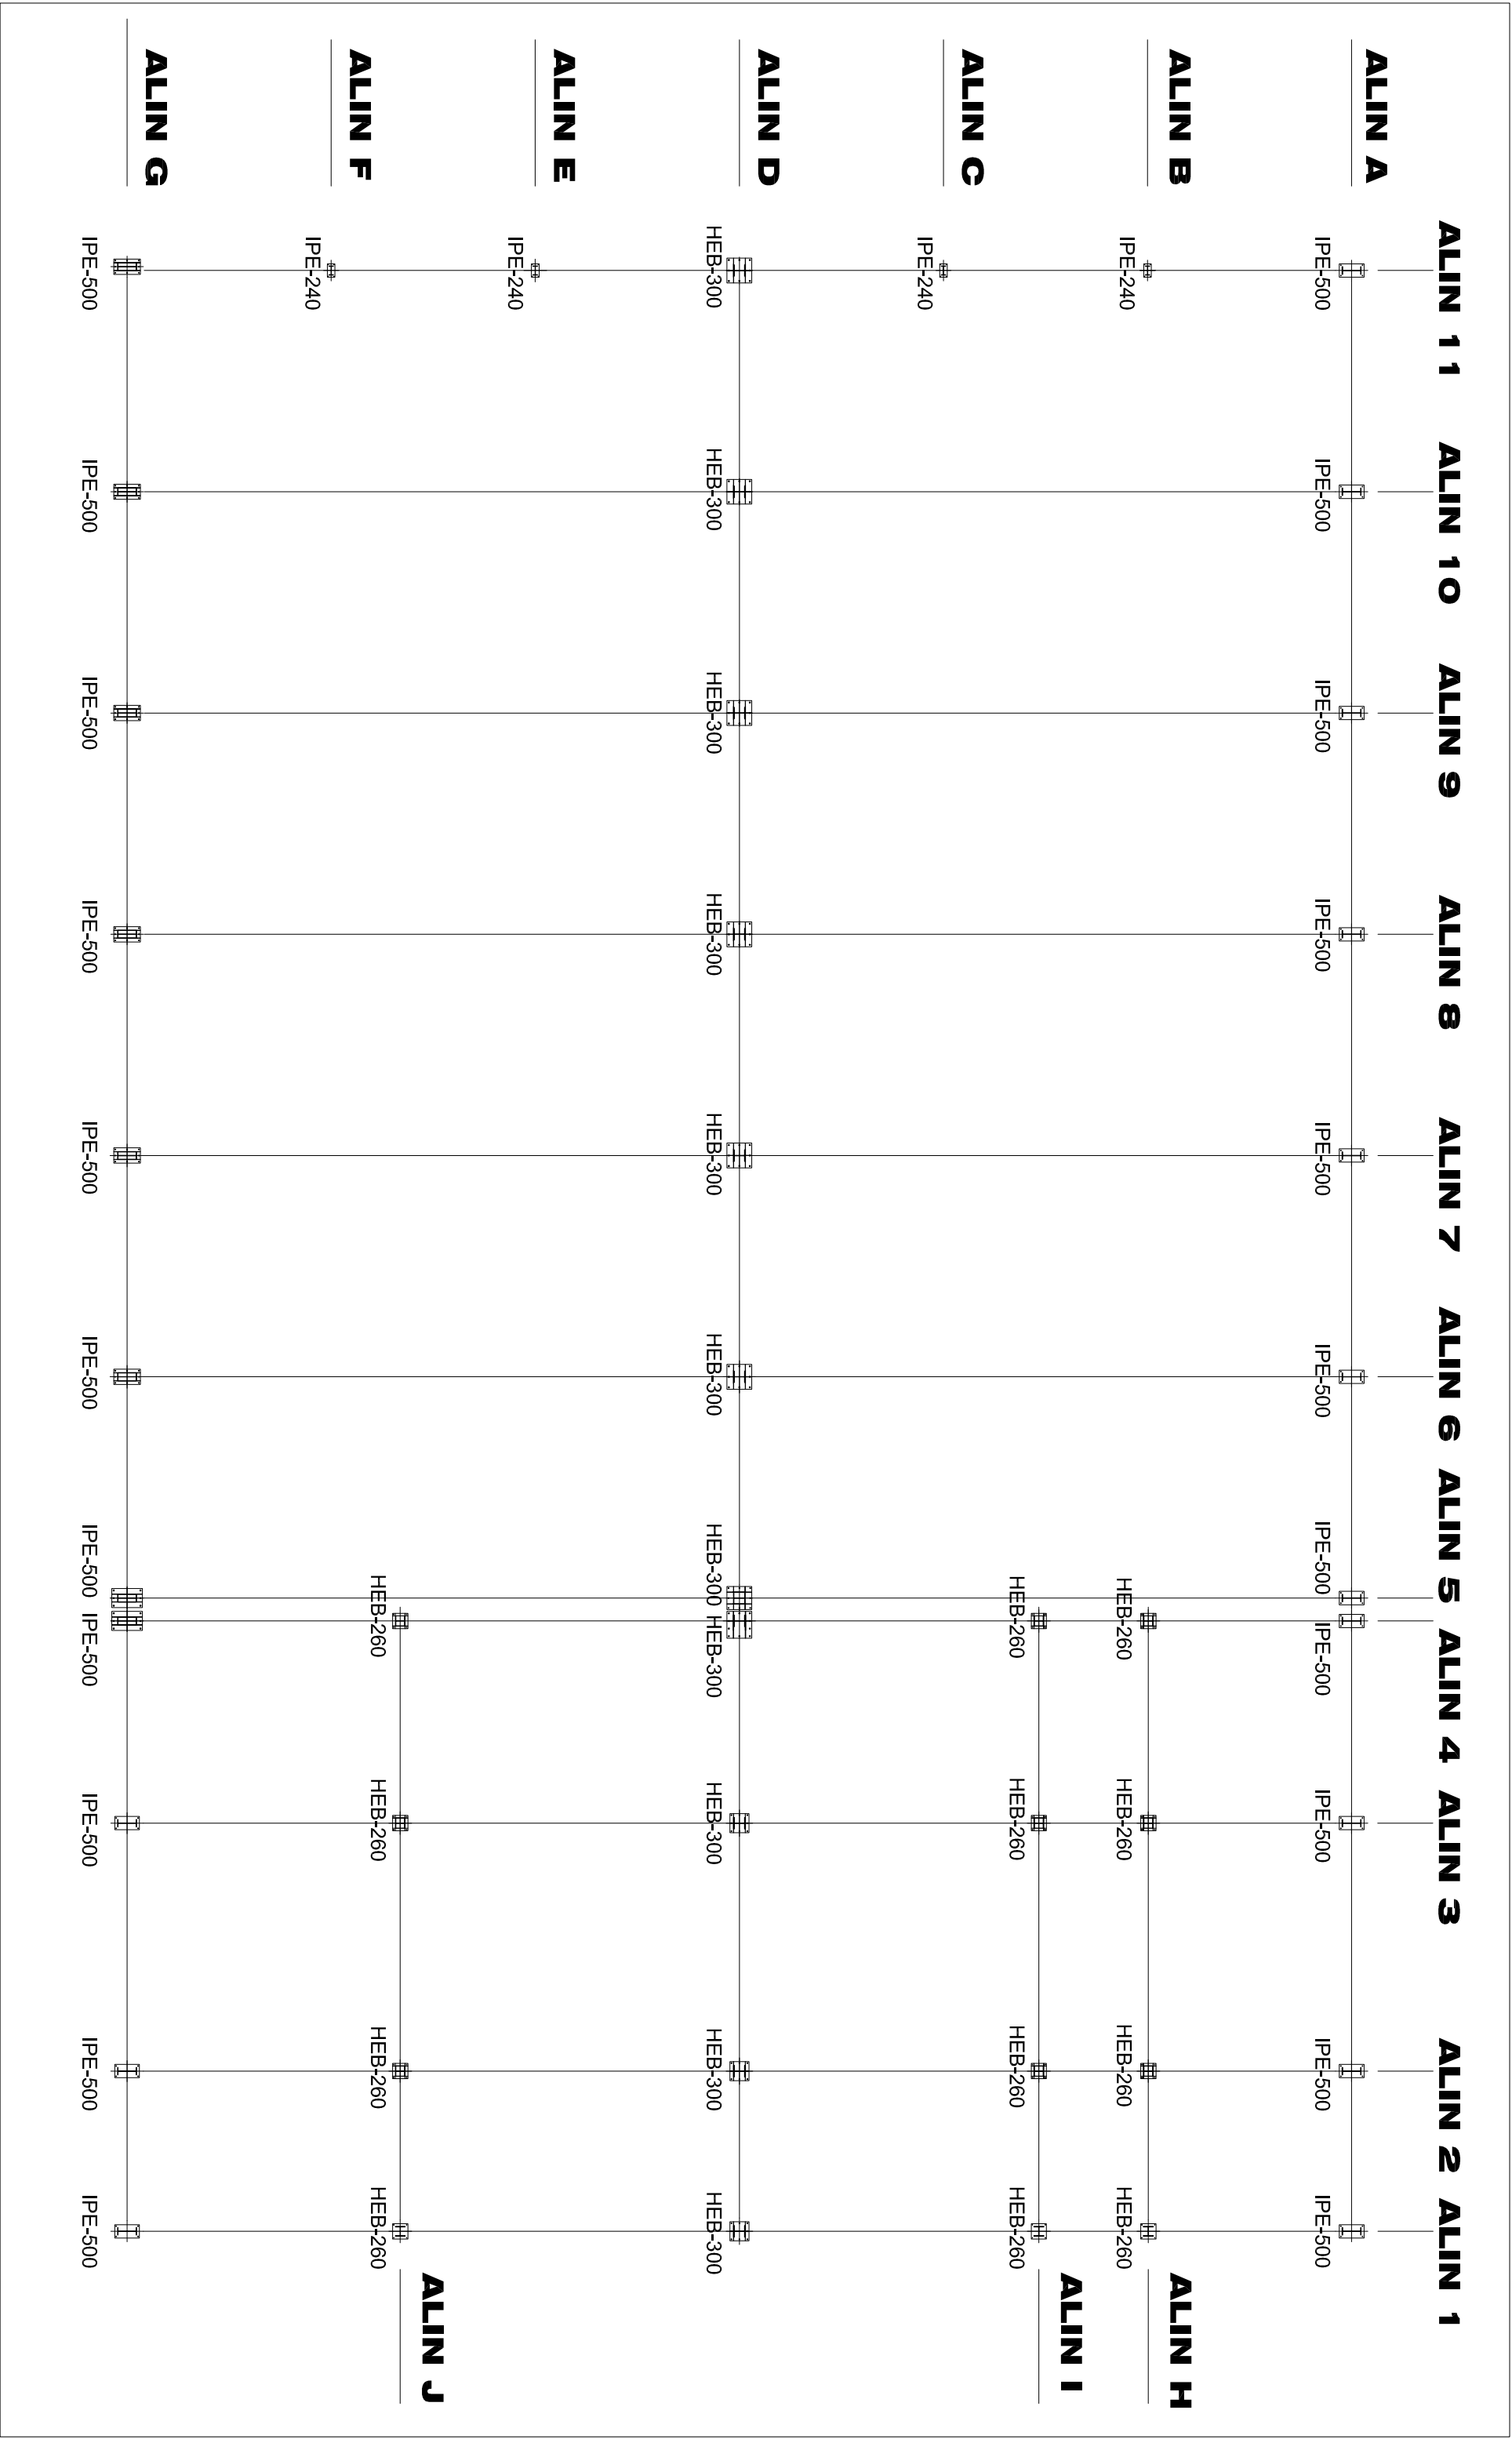 ALIN 11 ALIN 10 ALIN 9 ALIN 8 ALIN 7 ALIN 6 ALIN 5 ALIN 4 ALIN 3 ALIN 2 ALIN 1
ALIN A
IPE-500 IPE-500 IPE-500 IPE-500 IPE-500 IPE-500 IPE-500 IPE-500 IPE-500 IPE-500 IPE-500
ALIN B ALIN H
IPE-240 HEB-260 HEB-260 HEB-260 HEB-260
ALIN I
HEB-260 HEB-260 HEB-260 HEB-260
ALIN C
IPE-240
ALIN D
HEB-300 HEB-300 HEB-300 HEB-300 HEB-300 HEB-300 HEB-300 HEB-300 HEB-300 HEB-300 HEB-300
ALIN E
IPE-240
ALIN J
HEB-260 HEB-260 HEB-260 HEB-260
ALIN F
IPE-240
ALIN G
IPE-500 IPE-500 IPE-500 IPE-500 IPE-500 IPE-500 IPE-500 IPE-500 IPE-500 IPE-500 IPE-500